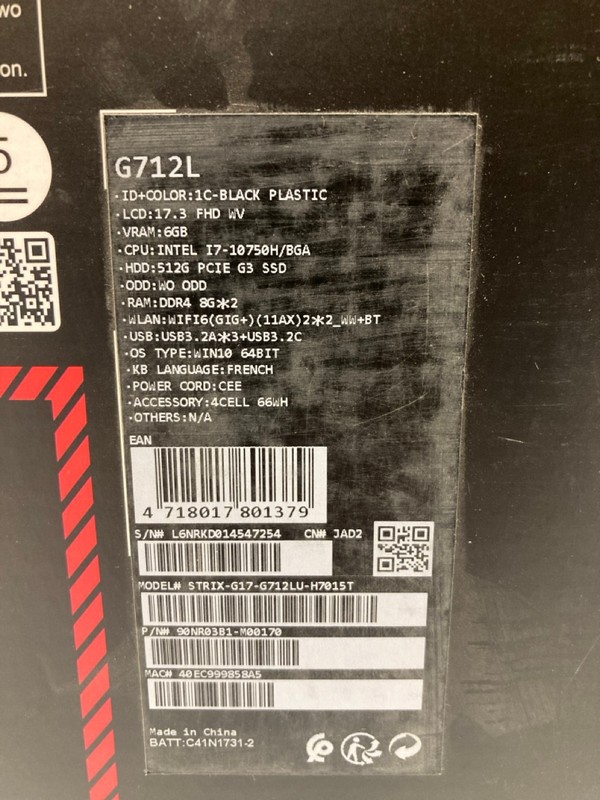 wo
on.
5
G712L
·ID+COLOR:1C-BLACK PLASTIC
·LCD:17.3 FHD WV
·VRAM:6GB
·CPU:INTEL I7-10750H/BGA
·HDD:512G PCIE G3 SSD
·ODD:WO ODD
·RAM:DDR4 8G*2
·WLAN:WIFI6(GIG+)(11AX)2*2_WW+BT
·USB:USB3.2A*3+USB3.2C
·OS TYPE:WIN10 64BIT
·KB LANGUAGE:FRENCH
·POWER CORD:CEE
·ACCESSORY:4CELL 66WH
·OTHERS:N/A
EAN
4 718017 801379
S/N# L6NRKD014547254 CN# JAD2
MODEL# STRIX-G17-G712LU-H7015T
P/N# 90NR03B1-M00170
MAC# 40EC999858A5
Made in China
BATT:C41N1731-2